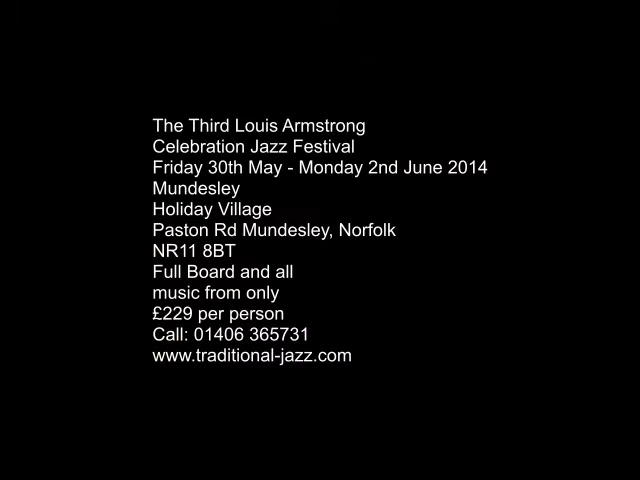 The Third Louis Armstrong
Celebration Jazz Festival
Friday 30th May - Monday 2nd June 2014
Mundesley
Holiday Village
Paston Rd Mundesley, Norfolk
NR11 8BT
Full Board and all
music from only
£229 per person
Call: 01406 365731
www.traditional-jazz.com